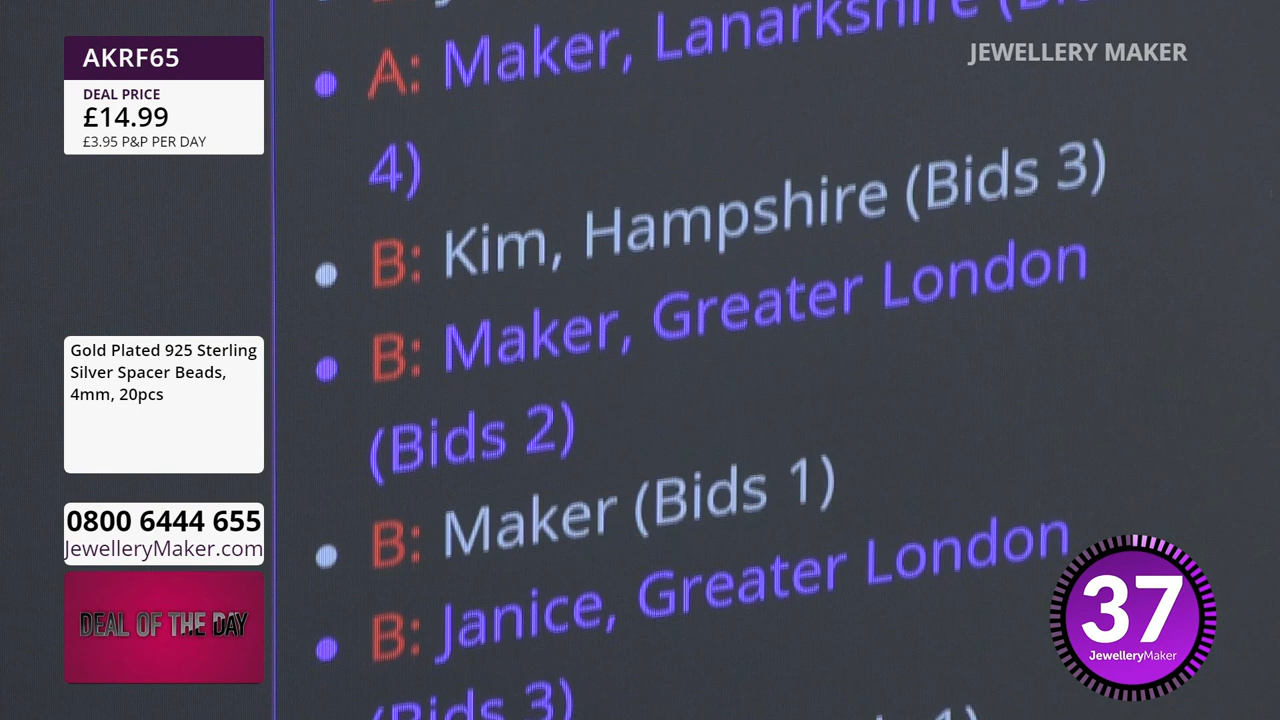 AKRF65
DEAL PRICE
£14.99
£3.95 P&P PER DAY
Gold Plated 925 Sterling
Silver Spacer Beads,
4mm, 20pcs
0800 6444 655
JewelleryMaker.com
DEAL OF THE DAY
JEWELLERY MAKER
A: Maker, Lanarkshire
4)
B: Kim, Hampshire (Bids 3)
B: Maker, Greater London
(Bids 2)
B: Maker (Bids 1)
B: Janice, Greater London
(Bids 3)
37
JewelleryMaker